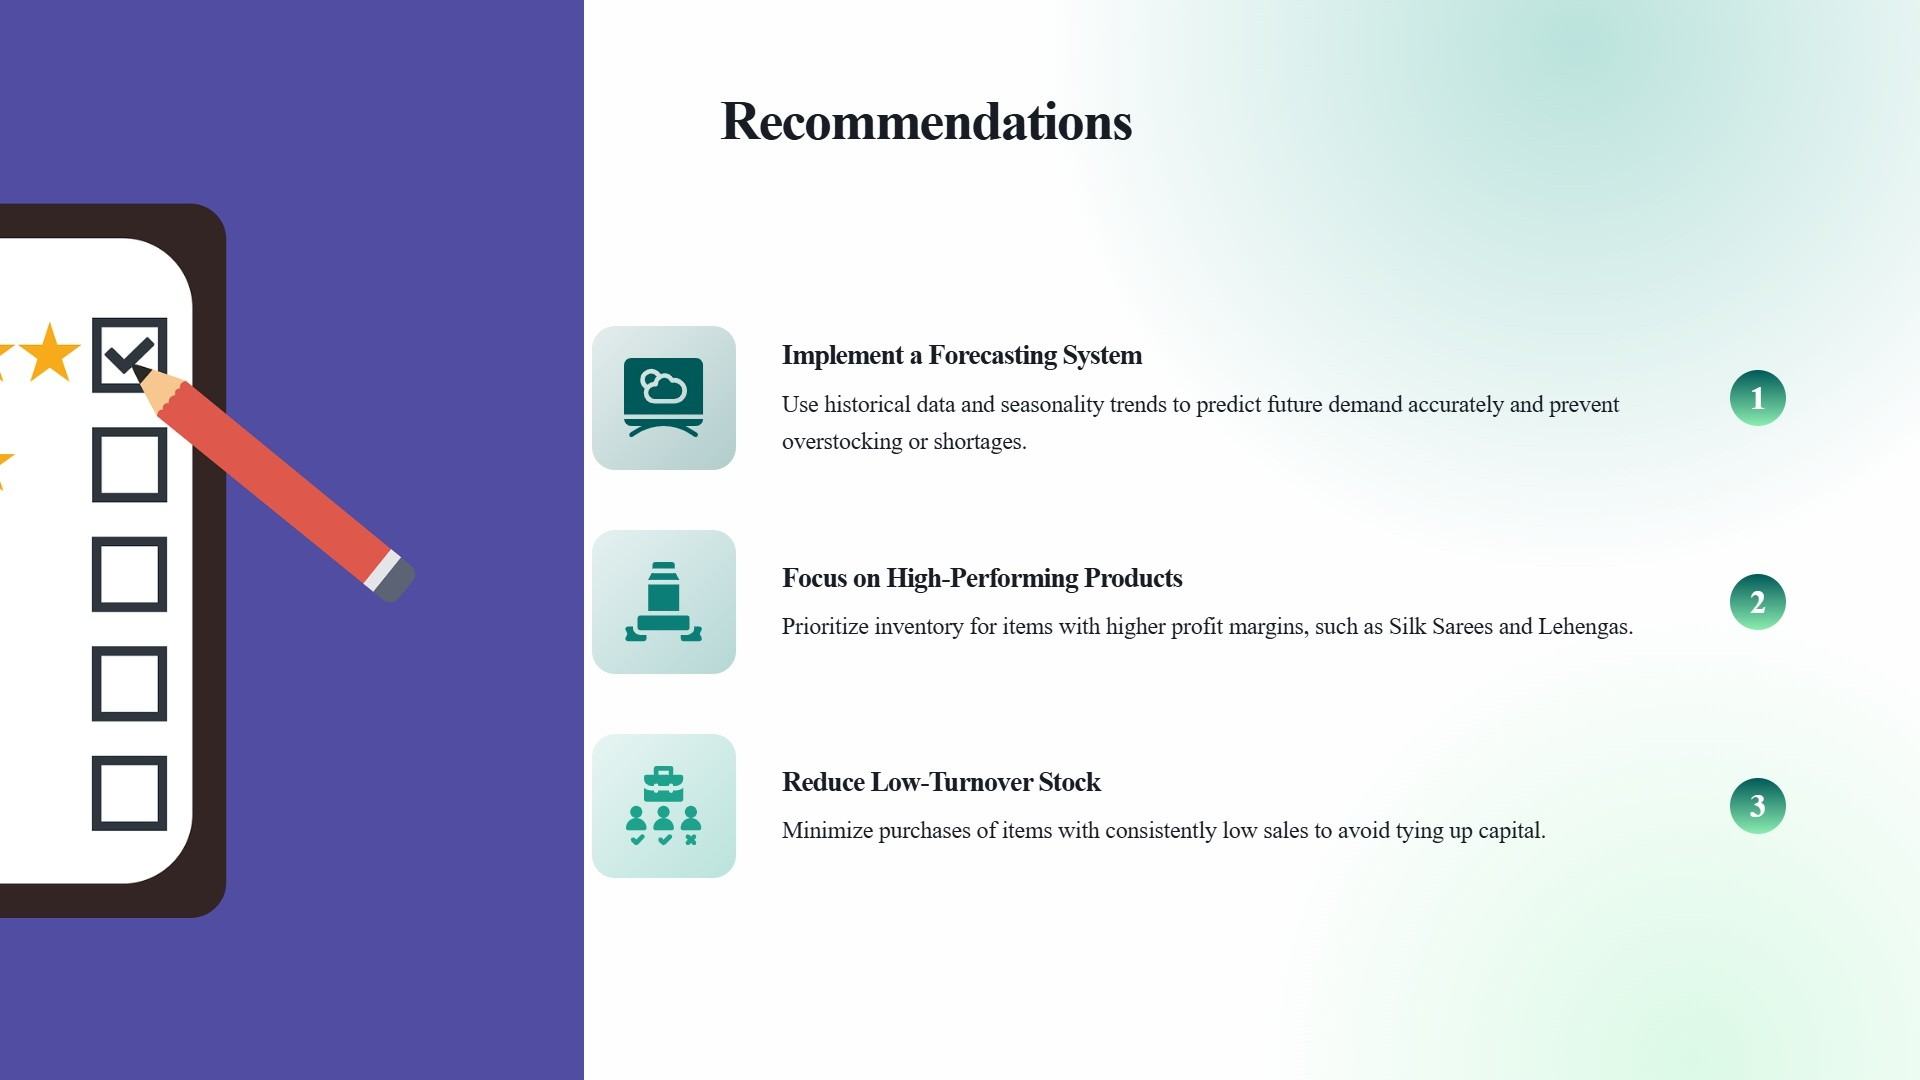 Recommendations
Implement a Forecasting System
Use historical data and seasonality trends to predict future demand accurately and prevent
overstocking or shortages.
1
Focus on High-Performing Products
Prioritize inventory for items with higher profit margins, such as Silk Sarees and Lehengas.
2
Reduce Low-Turnover Stock
Minimize purchases of items with consistently low sales to avoid tying up capital.
3